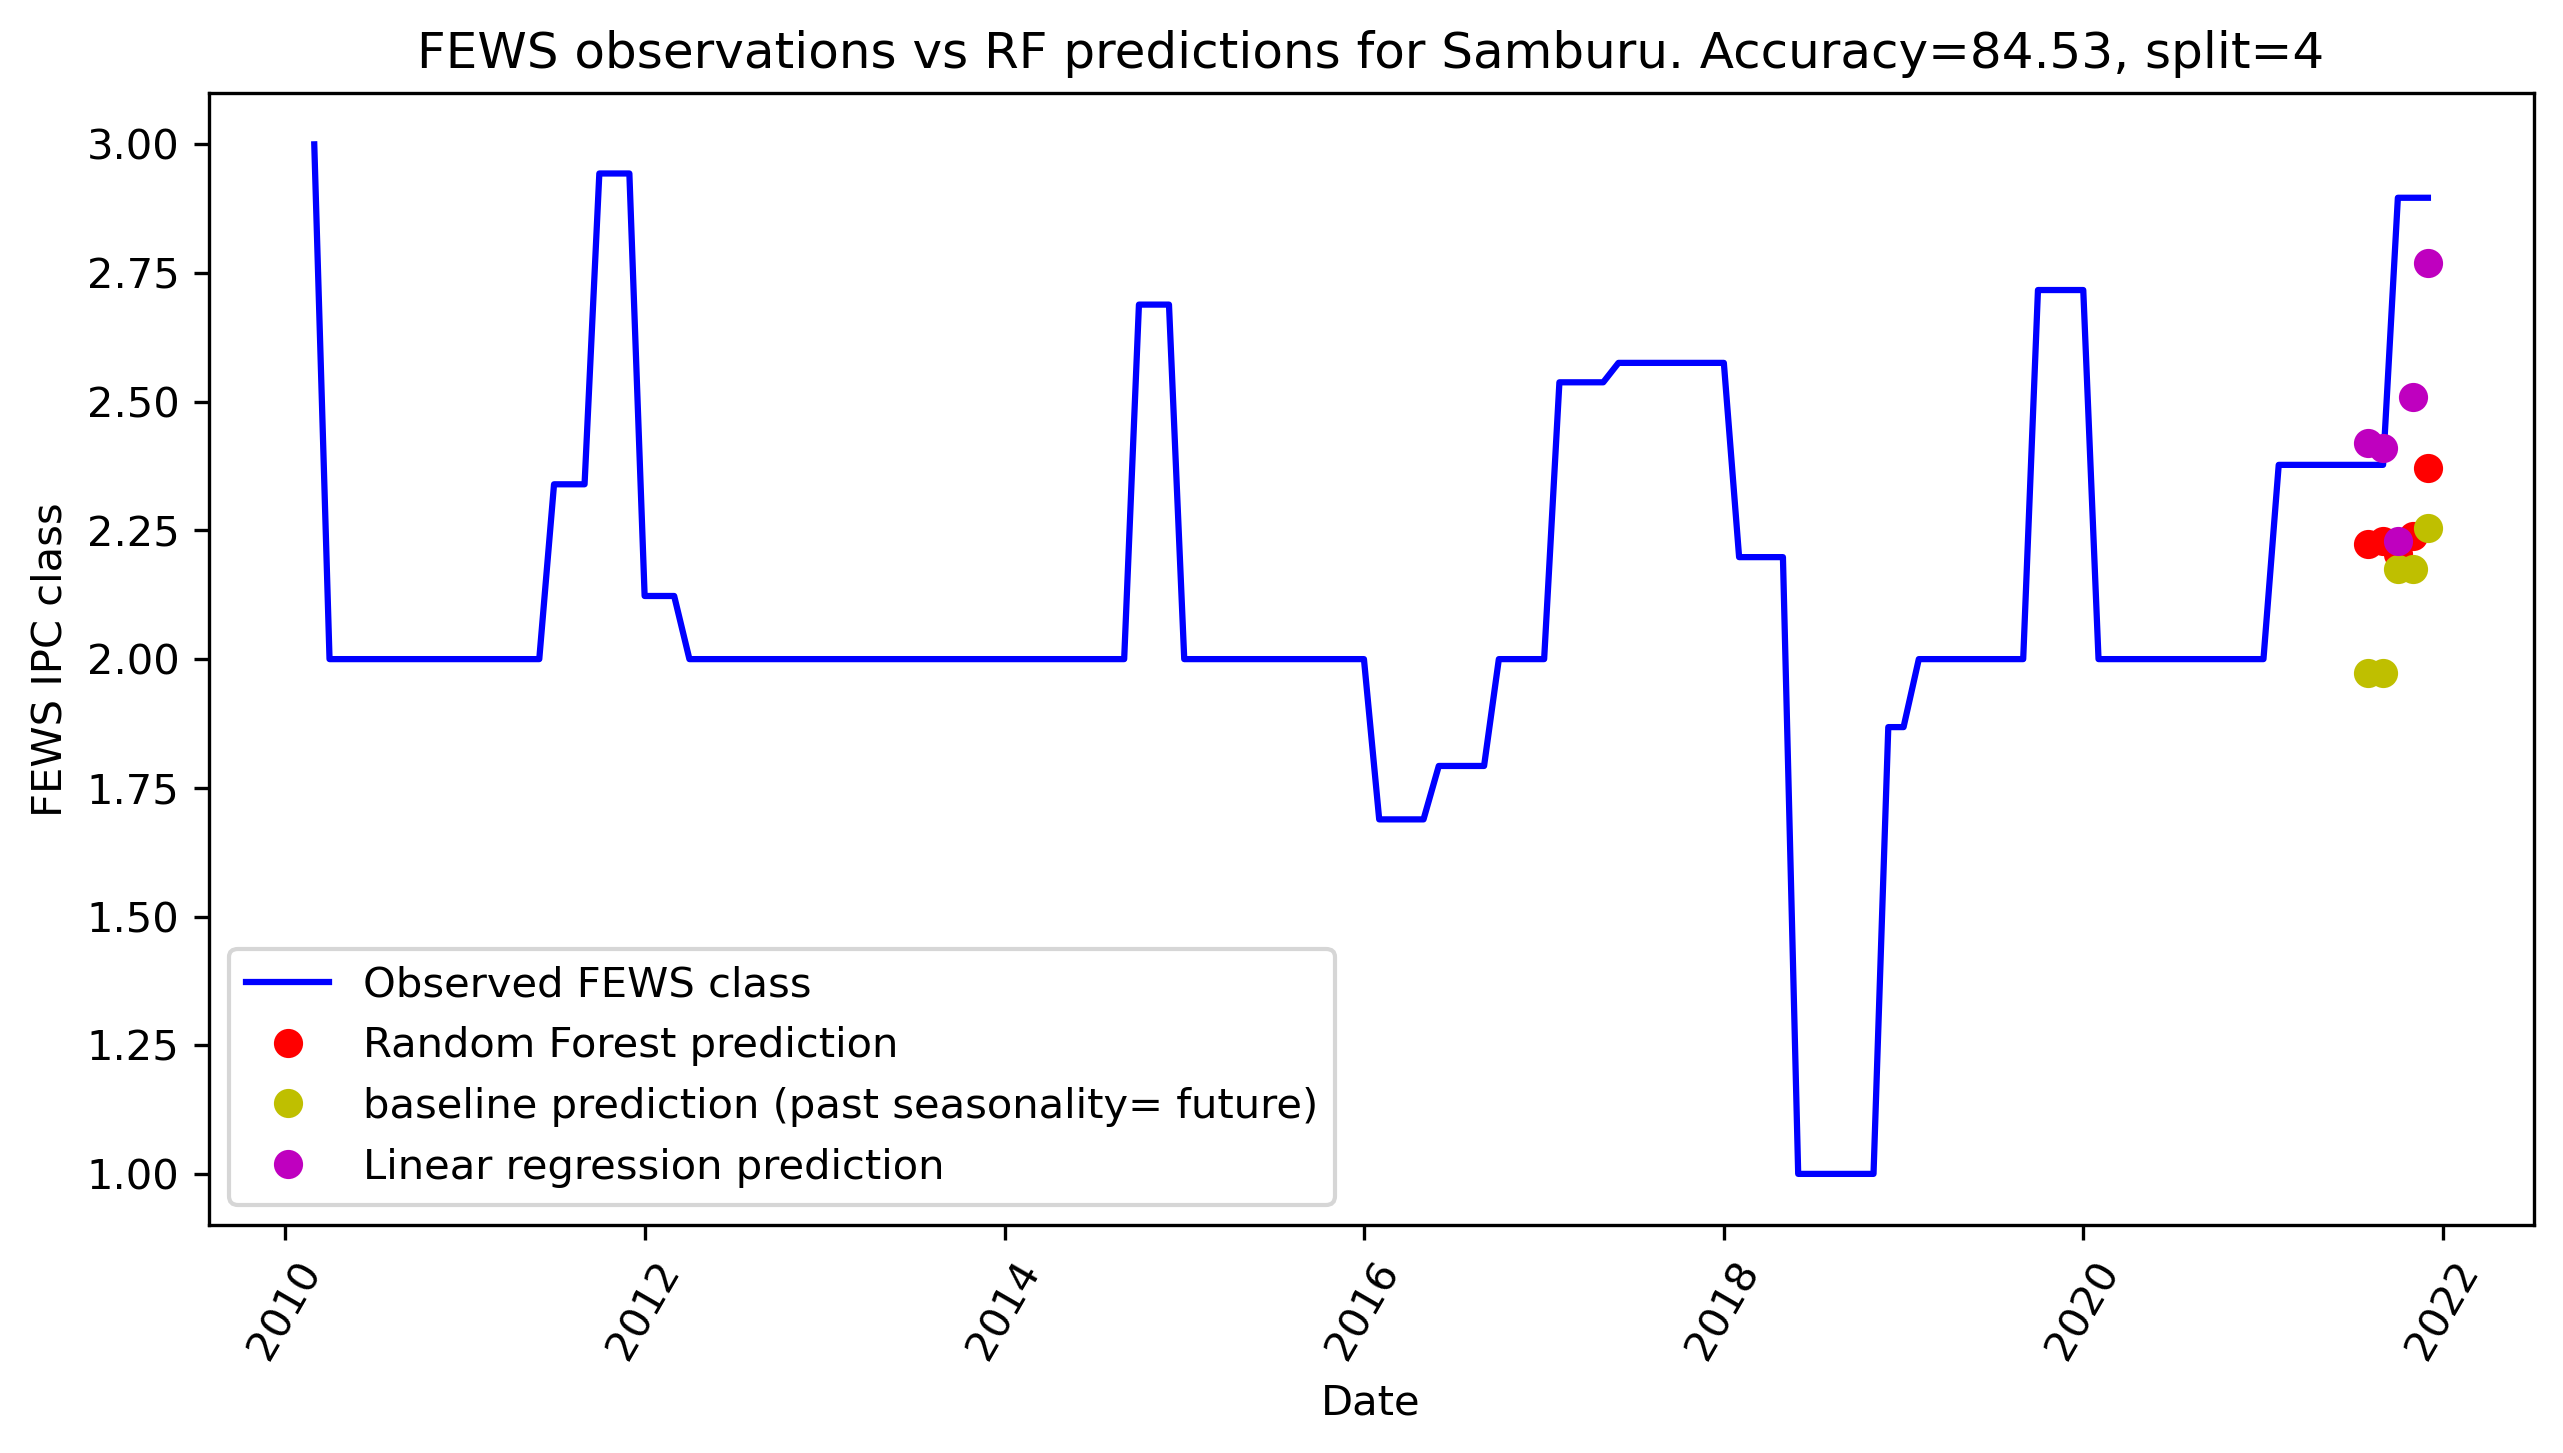 FEWS observations vs RF predictions for Samburu. Accuracy=84.53, split=4
FEWS IPC class
3.00
2.75
2.50
2.25
2.00
1.75
1.50
1.25
1.00
Observed FEWS class
Random Forest prediction
baseline prediction (past seasonality= future)
Linear regression prediction
2010
2012
2014
2016
2018
2020
2022
Date